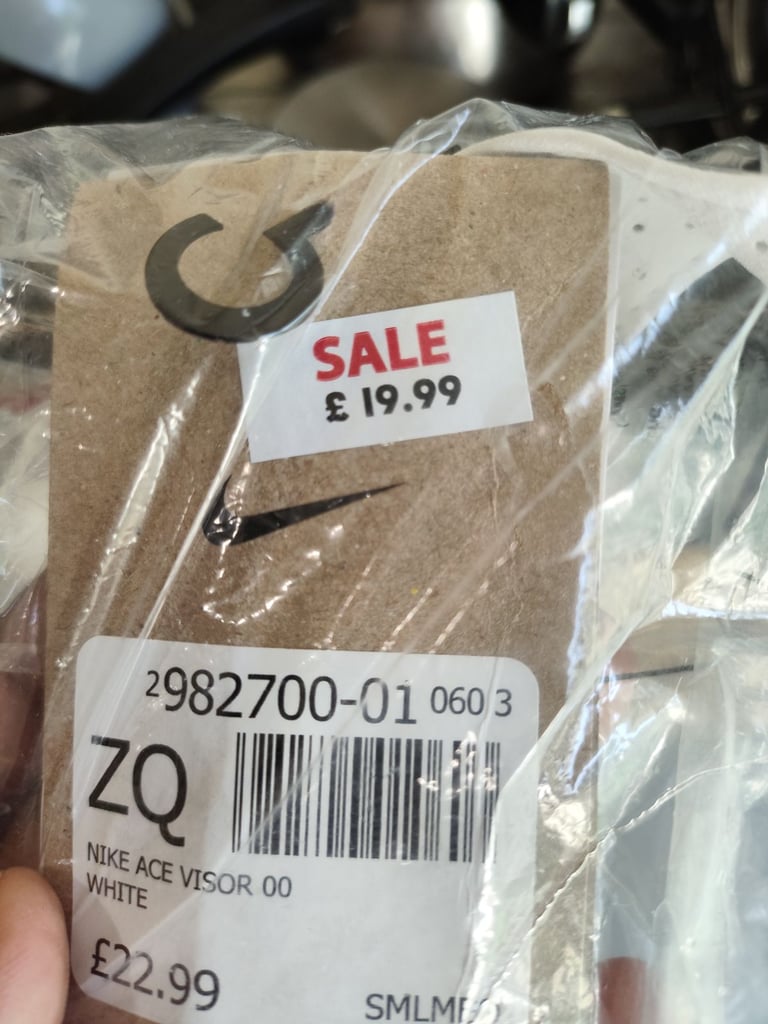 SALE
£ 19.99
2982700-01 060 3
ZQ
NIKE ACE VISOR 00
WHITE
£22.99